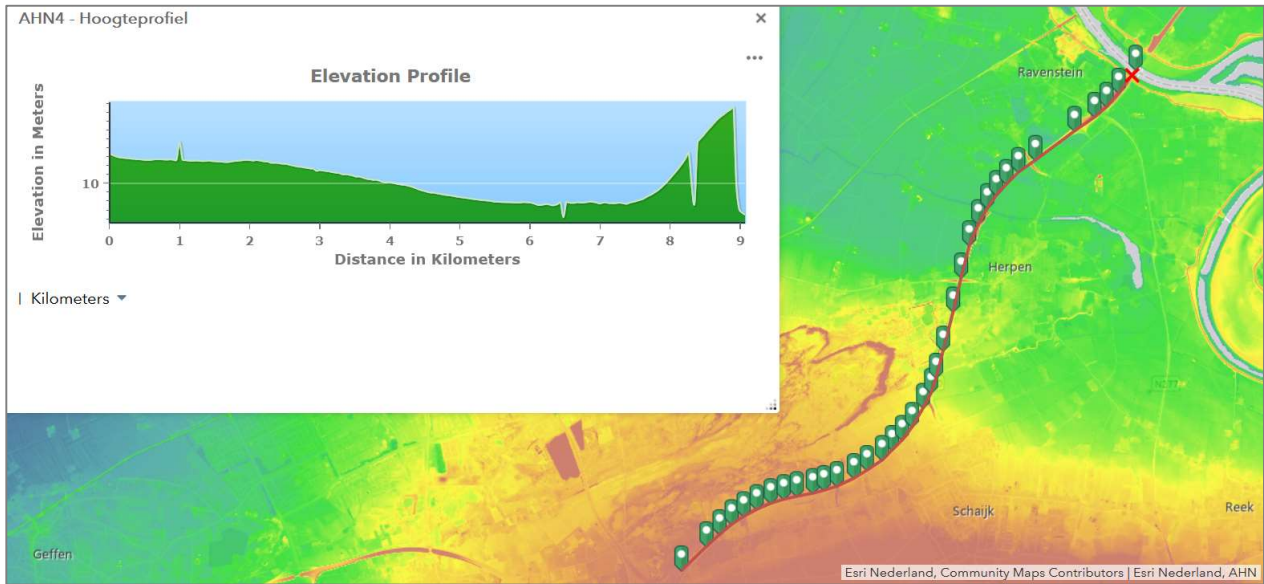 AHN4 - Hoogteprofiel ×
...
Elevation Profile
Elevation in Meters
10
0 1 2 3 4 5 6 7 8 9
Distance in Kilometers
| Kilometers
Ravenstein
Herpen
N277
Schaijk
Reek
Geffen
Esri Nederland, Community Maps Contributors | Esri Nederland, AHN